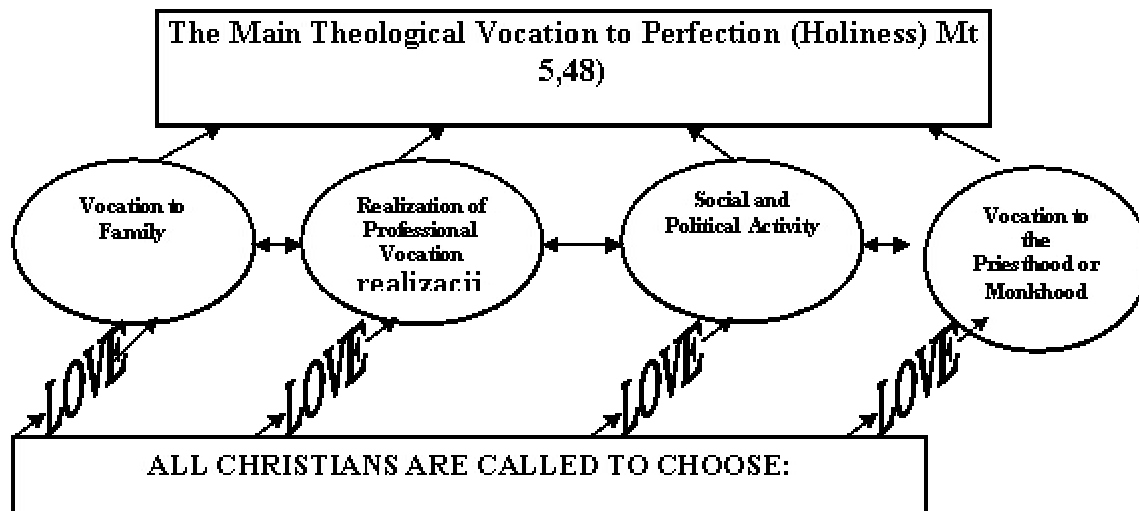 The Main Theological Vocation to Perfection (Holiness) Mt
5,48)
Vocation to
Family
Realization of
Professional
Vocation
realizacji
Social and
Political Activity
Vocation to
the
Priesthood or
Monkhood
LOVE
LOVE
LOVE
LOVE
ALL CHRISTIANS ARE CALLED TO CHOOSE: